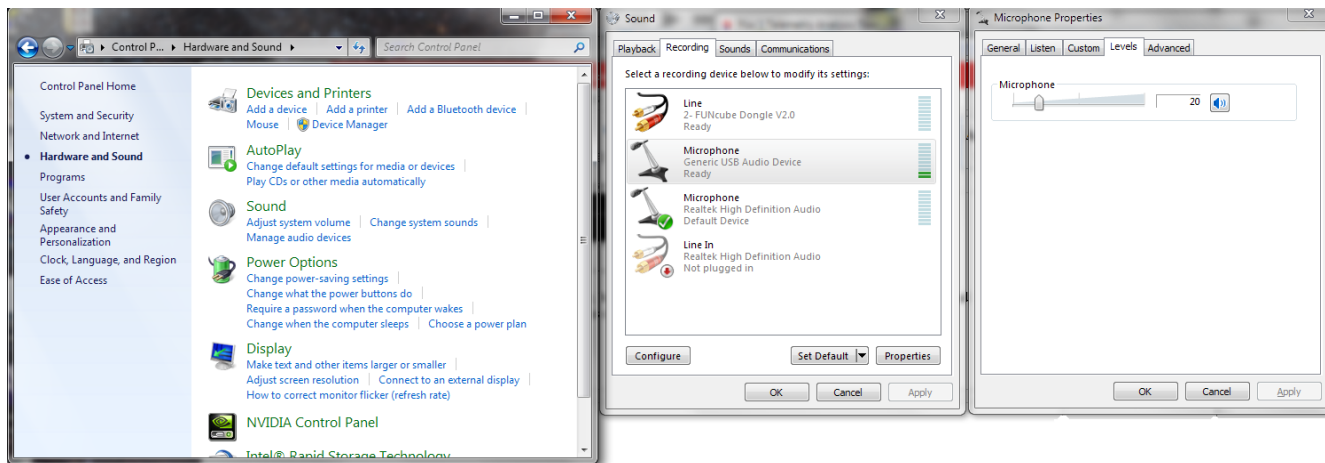 Control P... ▸ Hardware and Sound ▸
Search Control Panel
Control Panel Home
System and Security
Network and Internet
Hardware and Sound
Programs
User Accounts and Family
Safety
Appearance and
Personalization
Clock, Language, and Region
Ease of Access
Devices and Printers
Add a device
Add a printer
Add a Bluetooth device
Mouse
Device Manager
AutoPlay
Change default settings for media or devices
Play CDs or other media automatically
Sound
Adjust system volume
Change system sounds
Manage audio devices
Power Options
Change power-saving settings
Change what the power buttons do
Require a password when the computer wakes
Change when the computer sleeps
Choose a power plan
Display
Make text and other items larger or smaller
Adjust screen resolution
Connect to an external display
How to correct monitor flicker (refresh rate)
NVIDIA Control Panel
Intel® Rapid Storage Technology
Sound
Playback Recording Sounds Communications
Select a recording device below to modify its settings:
Line
2- FUNcube Dongle V2.0
Ready
Microphone
Generic USB Audio Device
Ready
Microphone
Realtek High Definition Audio
Default Device
Line In
Realtek High Definition Audio
Not plugged in
Configure
Set Default
Properties
OK
Cancel
Apply
Microphone Properties
General Listen Custom Levels Advanced
Microphone
20
OK
Cancel
Apply